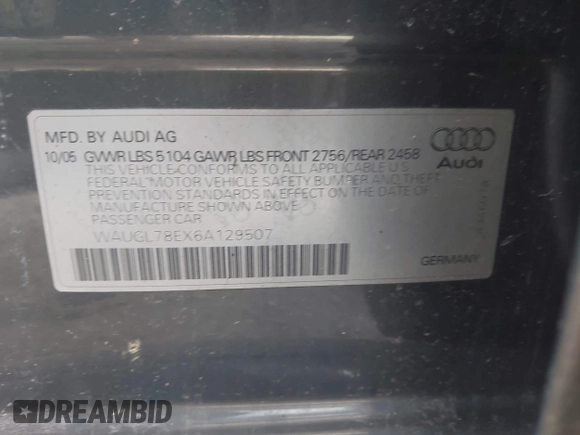 MFD. BY AUDI AG
10/05 GVWR LBS 5104 GAWR LBS FRONT 2756/REAR 2458
THIS VEHICLE CONFORMS TO ALL APPLICABLE U.S
FEDERAL MOTOR VEHICLE SAFETY BUMPER AND THEFT
PREVENTION STANDARDS IN EFFECT ON THE DATE OF
MANUFACTURE SHOWN ABOVE
PASSENGER CAR
WAUGL78EX6A129507
Audi
GERMANY
DREAMBID